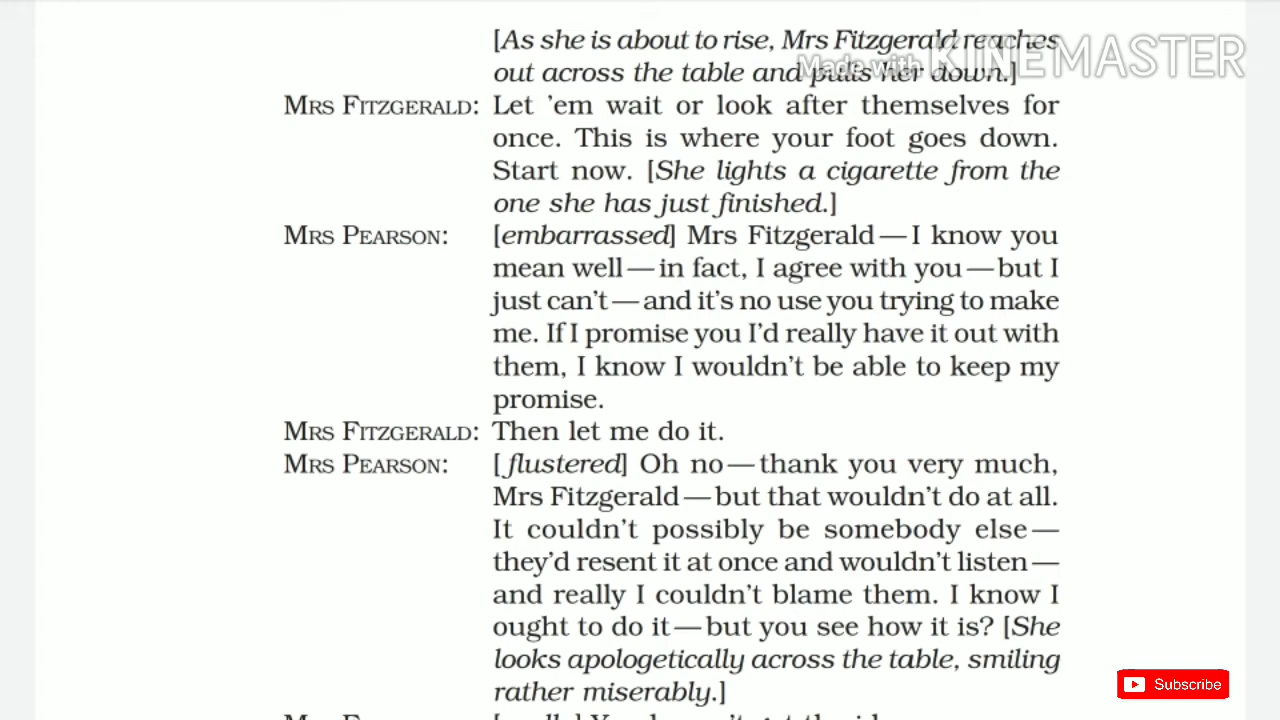 [As she is about to rise, Mrs Fitzgerald reaches
out across the table and pulls her down.]
Made with KINEMASTER
MRS FITZGERALD: Let 'em wait or look after themselves for
once. This is where your foot goes down.
Start now. [She lights a cigarette from the
one she has just finished.]
MRS PEARSON: [embarrassed] Mrs Fitzgerald—I know you
mean well—in fact, I agree with you—but I
just can't—and it's no use you trying to make
me. If I promise you I'd really have it out with
them, I know I wouldn't be able to keep my
promise.
MRS FITZGERALD: Then let me do it.
MRS PEARSON: [flustered] Oh no—thank you very much,
Mrs Fitzgerald—but that wouldn't do at all.
It couldn't possibly be somebody else—
they'd resent it at once and wouldn't listen—
and really I couldn't blame them. I know I
ought to do it—but you see how it is? [She
looks apologetically across the table, smiling
rather miserably.]
Subscribe